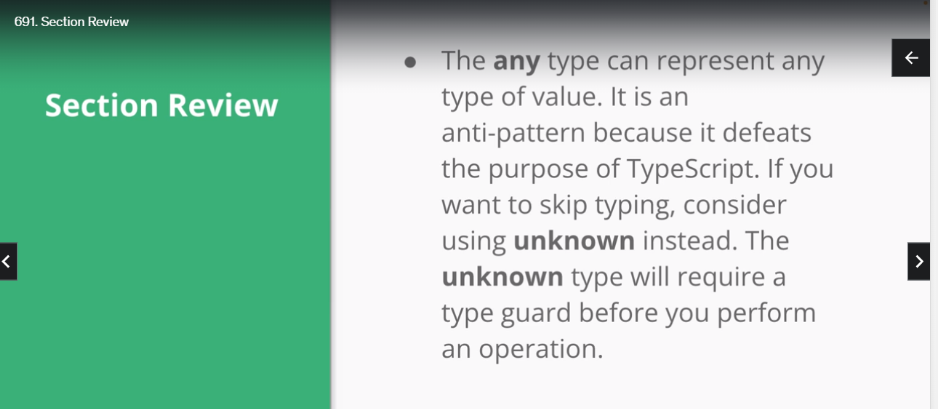 691. Section Review
Section Review
● The any type can represent any
type of value. It is an
anti-pattern because it defeats
the purpose of TypeScript. If you
want to skip typing, consider
using unknown instead. The
unknown type will require a
type guard before you perform
an operation.